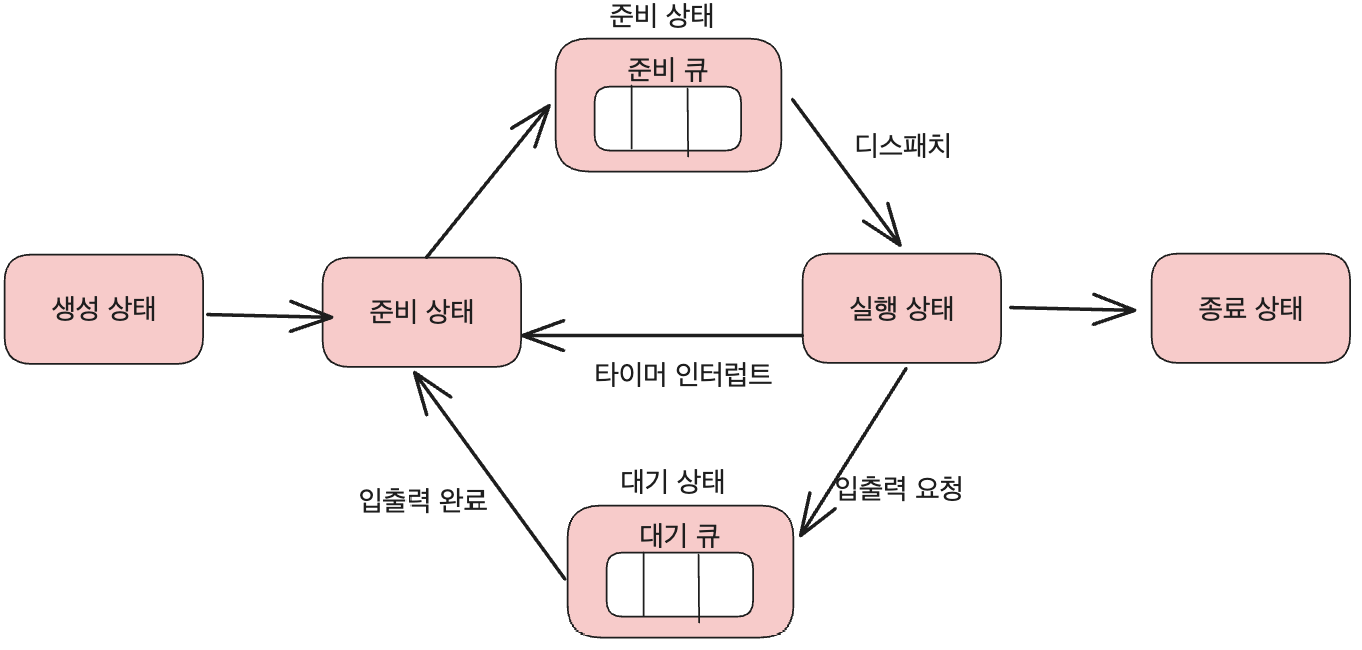 준비 상태
준비 큐
디스패치
생성 상태
준비 상태
실행 상태
종료 상태
타이머 인터럽트
대기 상태
입출력 완료
입출력 요청
대기 큐